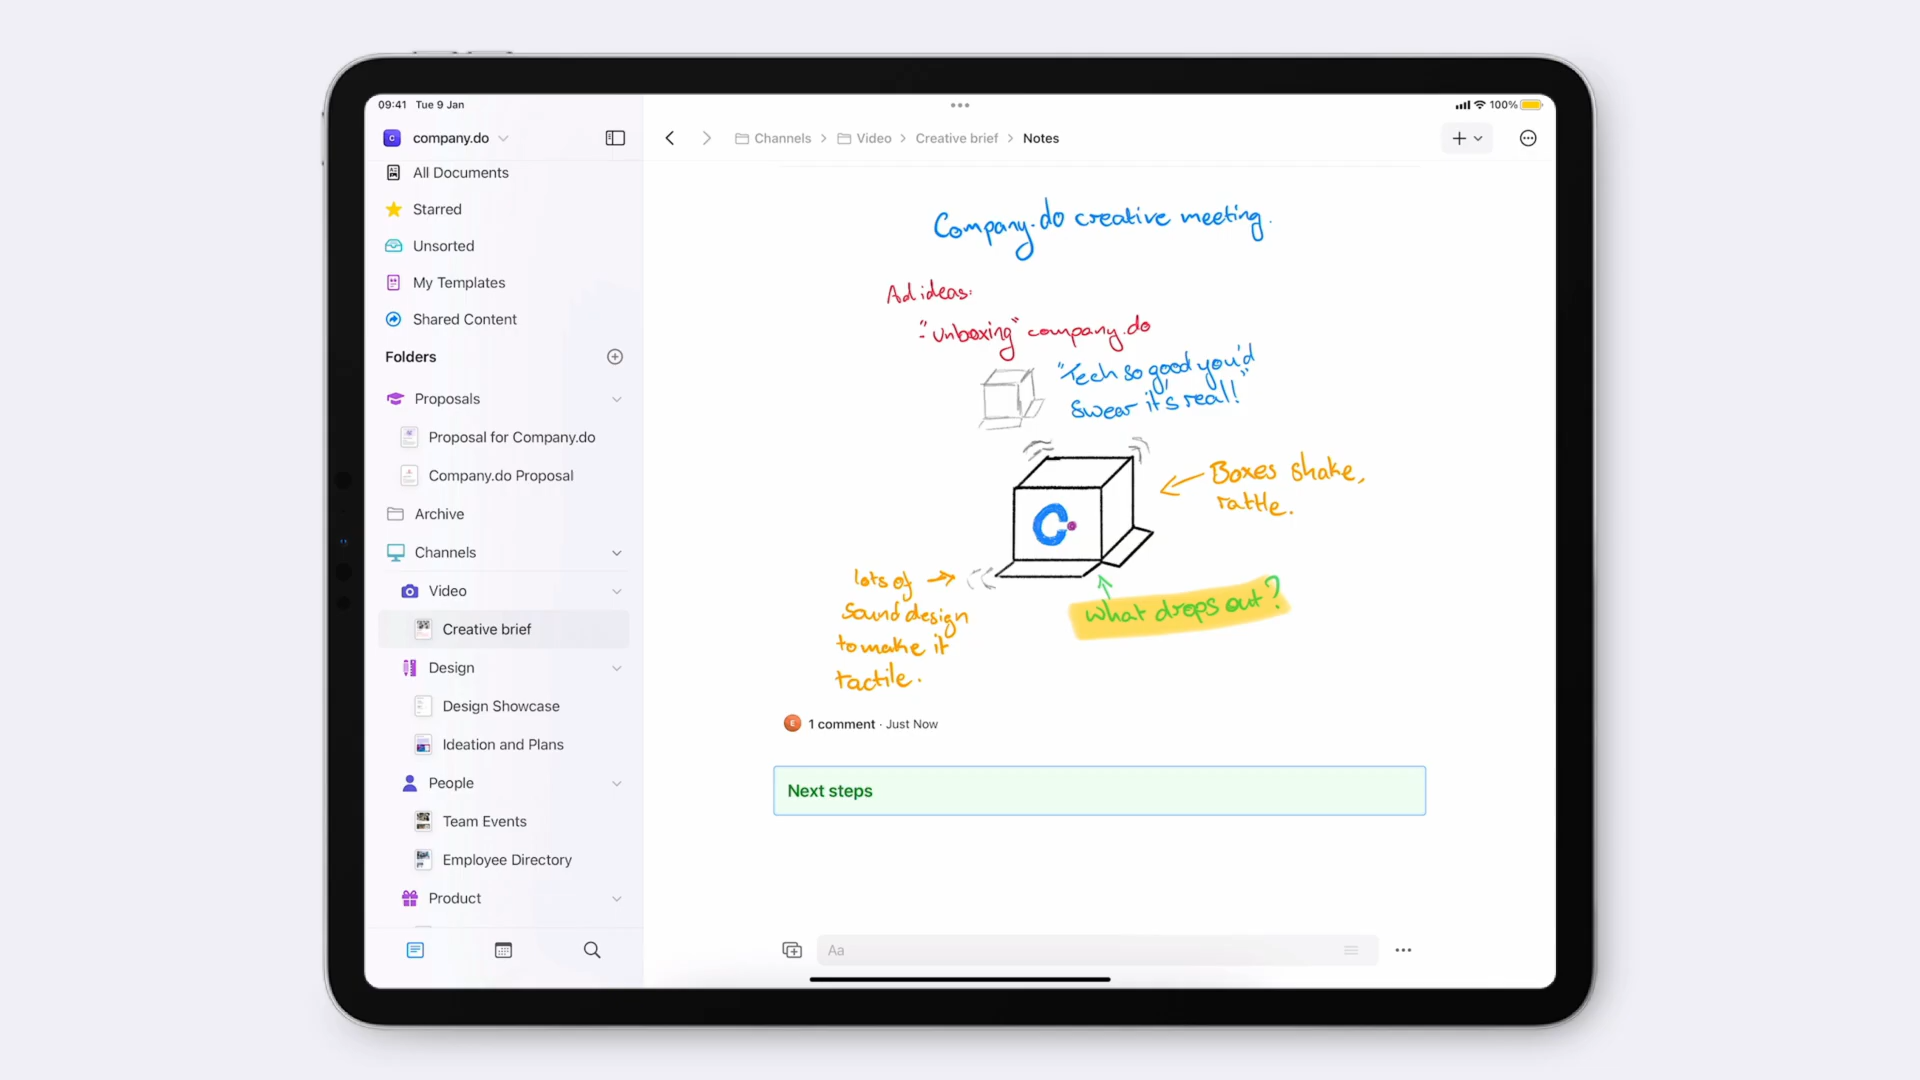 09:41 Tue 9 Jan
100%
C company.do
Channels Video Creative brief Notes
All Documents
Starred
Unsorted
My Templates
Shared Content
Folders
Proposals
Proposal for Company.do
Company.do Proposal
Archive
Channels
Video
Creative brief
Design
Design Showcase
Ideation and Plans
People
Team Events
Employee Directory
Product
Company.do creative meeting.
Ad ideas:
- "Unboxing" company.do
"Tech so good you'd
swear it's real!"
C
Boxes shake,
rattle.
lots of
sound design
to make it
tactile.
what drops out?
E 1 comment · Just Now
Next steps
Aa